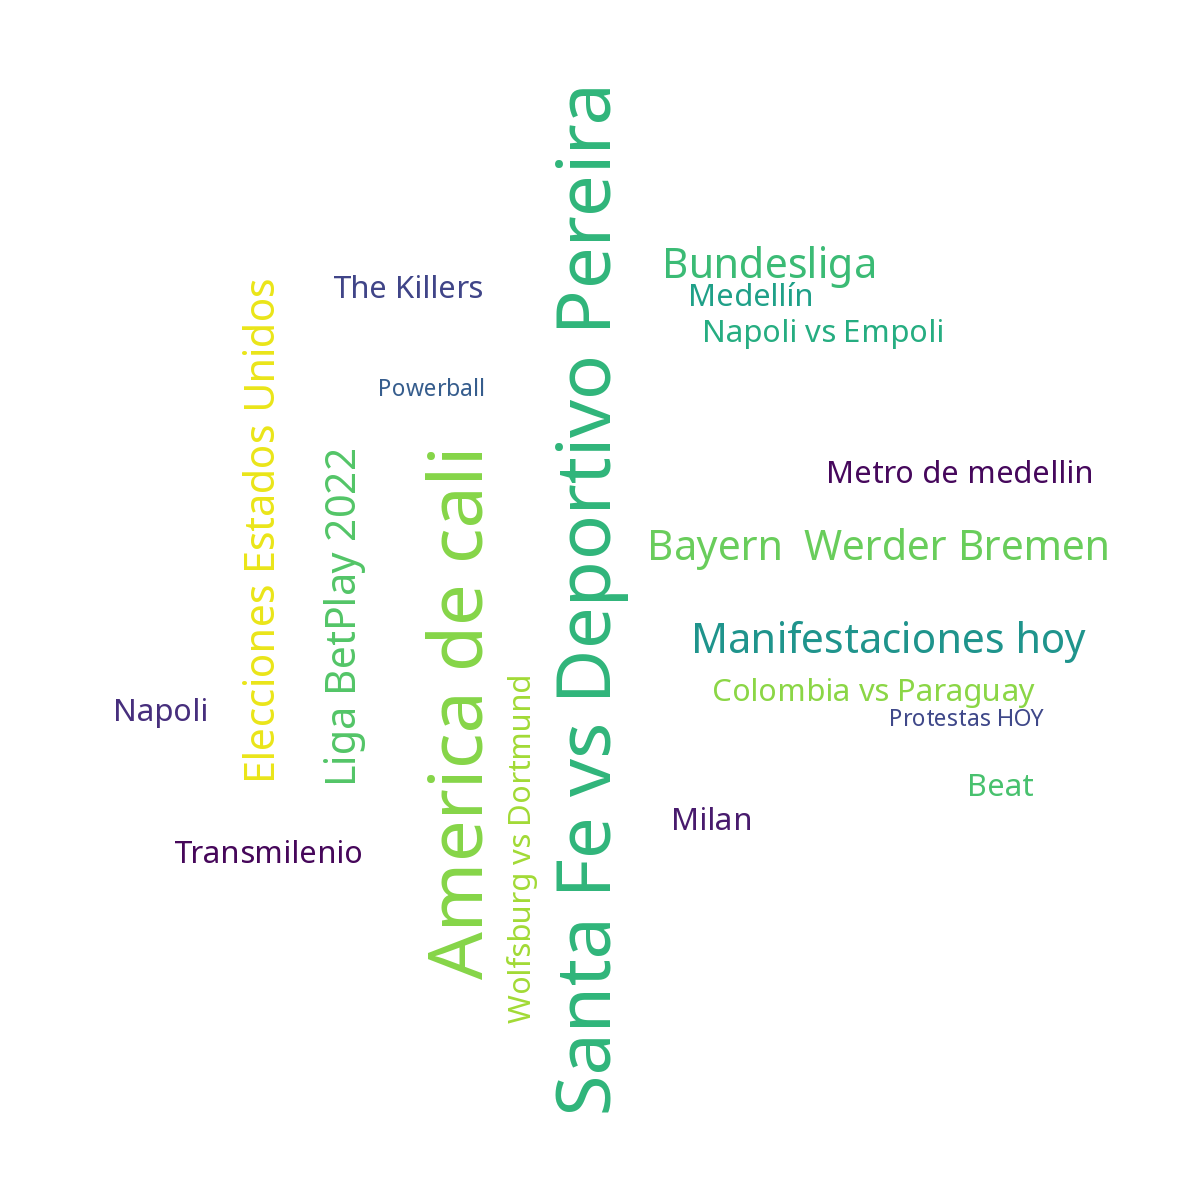 Santa Fe vs Deportivo Pereira
America de cali
Elecciones Estados Unidos
Liga BetPlay 2022
Wolfsburg vs Dortmund
The Killers
Powerball
Napoli
Transmilenio
Bundesliga
Medellín
Napoli vs Empoli
Metro de medellin
Bayern  Werder Bremen
Manifestaciones hoy
Colombia vs Paraguay
Protestas HOY
Beat
Milan